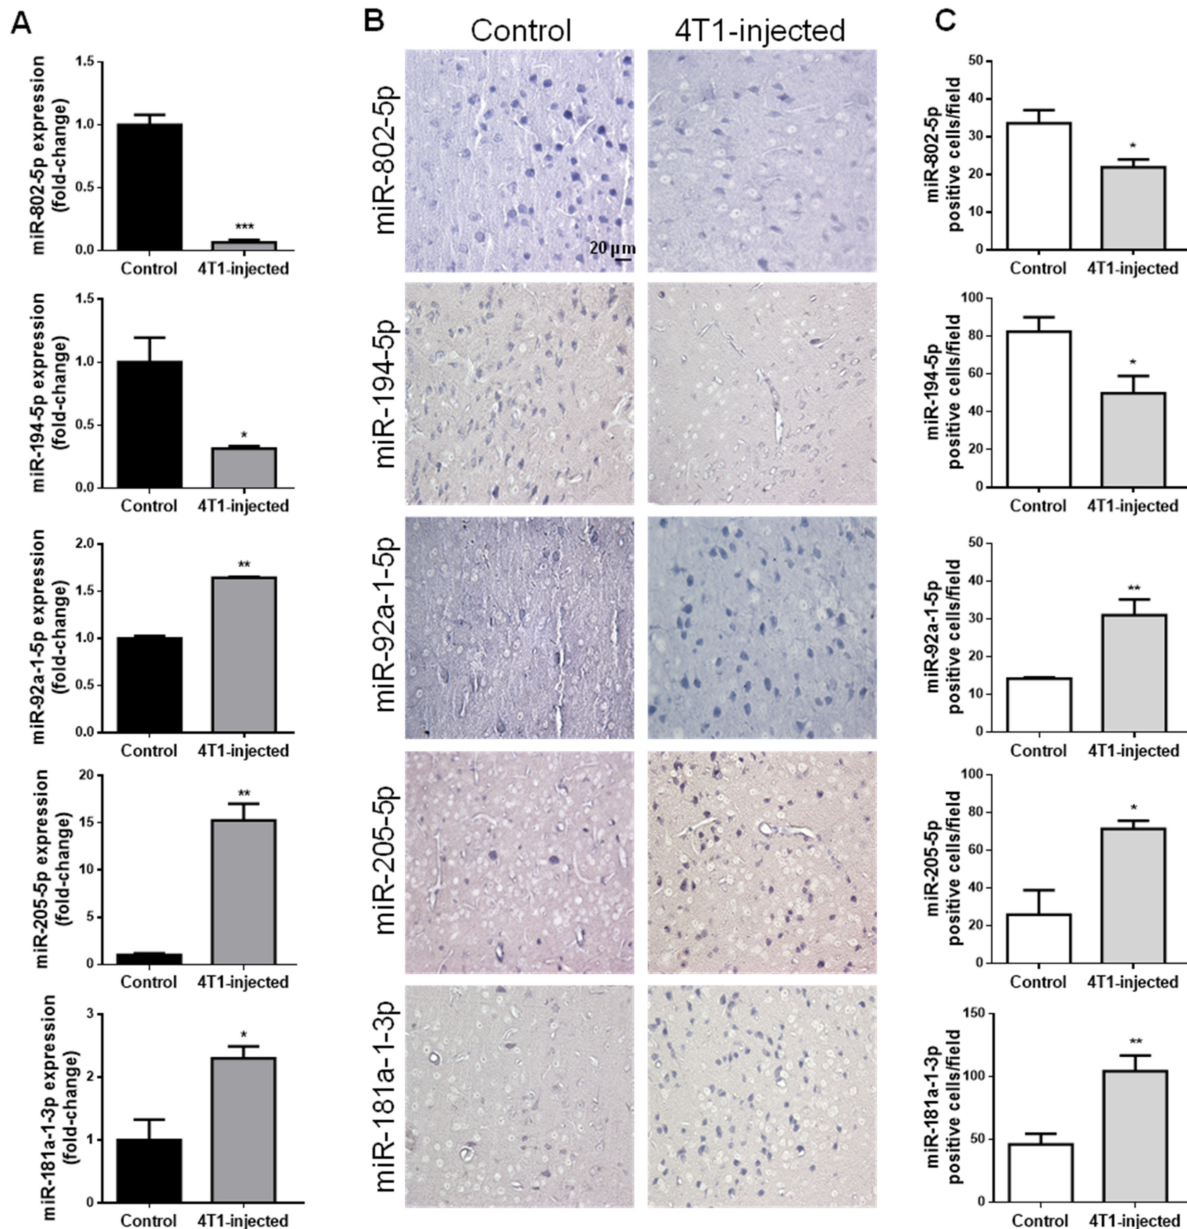 A
B
C
Control
4T1-injected
miR-802-5p expression
(fold-change)
1.5
1.0
0.5
0.0
***
Control
4T1-injected
miR-802-5p
20 µm
miR-802-5p
positive cells/field
50
40
30
20
10
0
*
Control
4T1-injected
miR-194-5p expression
(fold-change)
1.5
1.0
0.5
0.0
*
Control
4T1-injected
miR-194-5p
miR-194-5p
positive cells/field
100
80
60
40
20
0
*
Control
4T1-injected
miR-92a-1-5p expression
(fold-change)
2.0
1.5
1.0
0.5
0.0
**
Control
4T1-injected
miR-92a-1-5p
miR-92a-1-5p
positive cells/field
50
40
30
20
10
0
**
Control
4T1-injected
miR-205-5p expression
(fold-change)
20
15
10
5
0
**
Control
4T1-injected
miR-205-5p
miR-205-5p
positive cells/field
100
80
60
40
20
0
*
Control
4T1-injected
miR-181a-1-3p expression
(fold-change)
3
2
1
0
*
Control
4T1-injected
miR-181a-1-3p
miR-181a-1-3p
positive cells/field
150
100
50
0
**
Control
4T1-injected